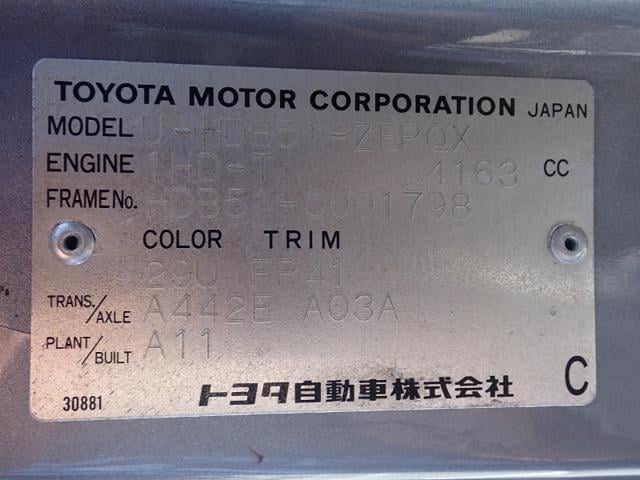 TOYOTA MOTOR CORPORATION JAPAN
MODEL U-HDB51-ZEPQX
ENGINE 1HD-T 4163 CC
FRAME No. HDB51-0001798
COLOR TRIM
29U FP41
TRANS./AXLE A442E A03A
PLANT/BUILT A11
30881 トヨタ自動車株式会社 C